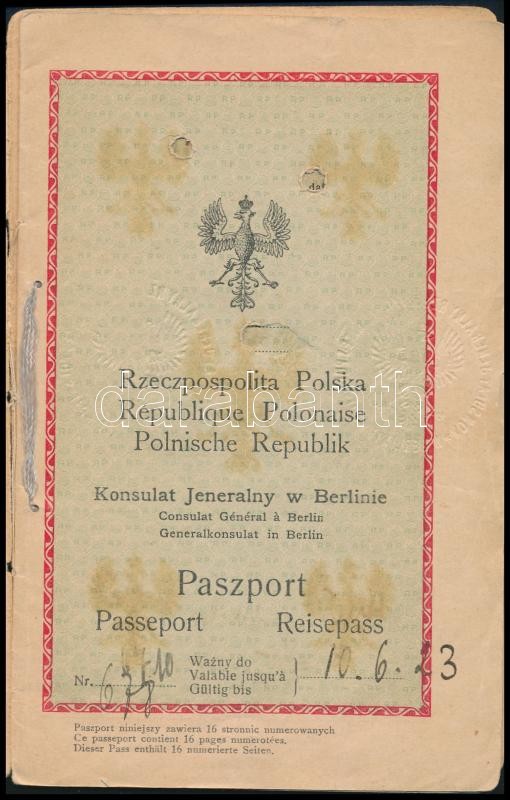 Rzeczpospolita Polska
République Polonaise
Polnische Republik
darabanth
Konsulat Jeneralny w Berlinie
Consulat Général à Berlin
Generalkonsulat in Berlin
Paszport
Passeport Reisepass
Nr. Ważny do
Valable jusqu'à 10.6.23
Gültig bis
Paszport niniejszy zawiera 16 stronnic numerowanych
Ce passeport contient 16 pages numerotées.
Dieser Pass enthält 16 numerierte Seiten.